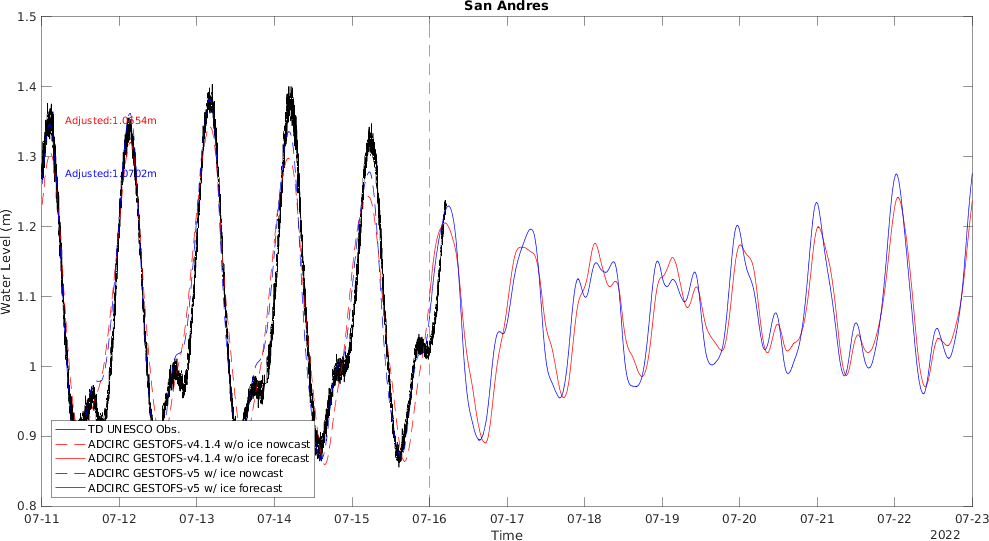 San Andres
1.5
1.4
1.3
1.2
1.1
1
0.9
0.8
Water Level (m)
Adjusted:1.0654m
Adjusted:1.0702m
TD UNESCO Obs.
ADCIRC GESTOFS-v4.1.4 w/o ice nowcast
ADCIRC GESTOFS-v4.1.4 w/o ice forecast
ADCIRC GESTOFS-v5 w/ ice nowcast
ADCIRC GESTOFS-v5 w/ ice forecast
07-11 07-12 07-13 07-14 07-15 07-16 07-17 07-18 07-19 07-20 07-21 07-22 07-23
Time
2022